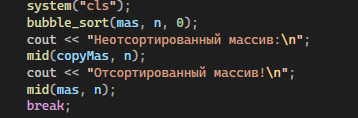 system("cls");
bubble_sort(mas, n, 0);
cout << "Неотсортированный массив:\n";
mid(copyMas, n);
cout << "Отсортированный массив!\n";
mid(mas, n);
break;